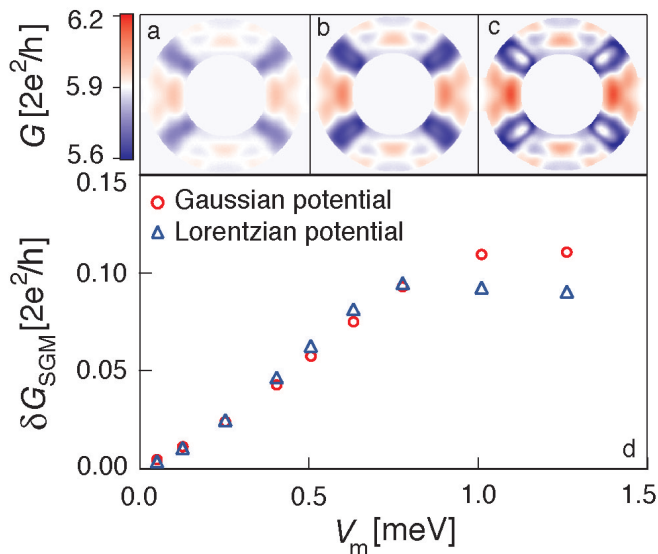 6.2
5.9
5.6
G [2e²/h]
a
b
c
0.15
0.10
0.05
0.00
δG_SGM [2e²/h]
Gaussian potential
Lorentzian potential
d
0.0 0.5 1.0 1.5
V_m [meV]